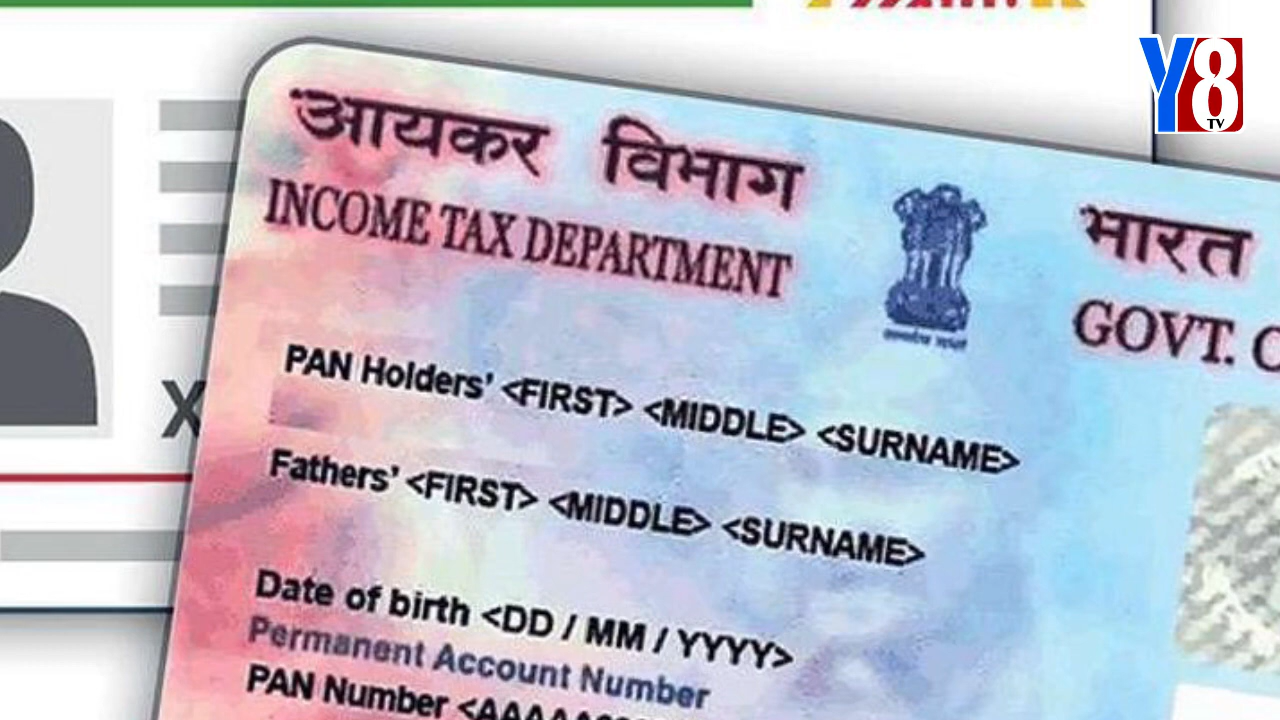 Y8
TV
आयकर विभाग
भारत
INCOME TAX DEPARTMENT
GOVT.
PAN Holders' <FIRST> <MIDDLE> <SURNAME>
Fathers' <FIRST> <MIDDLE> <SURNAME>
Date of birth <DD / MM / YYYY>
Permanent Account Number
PAN Number
X